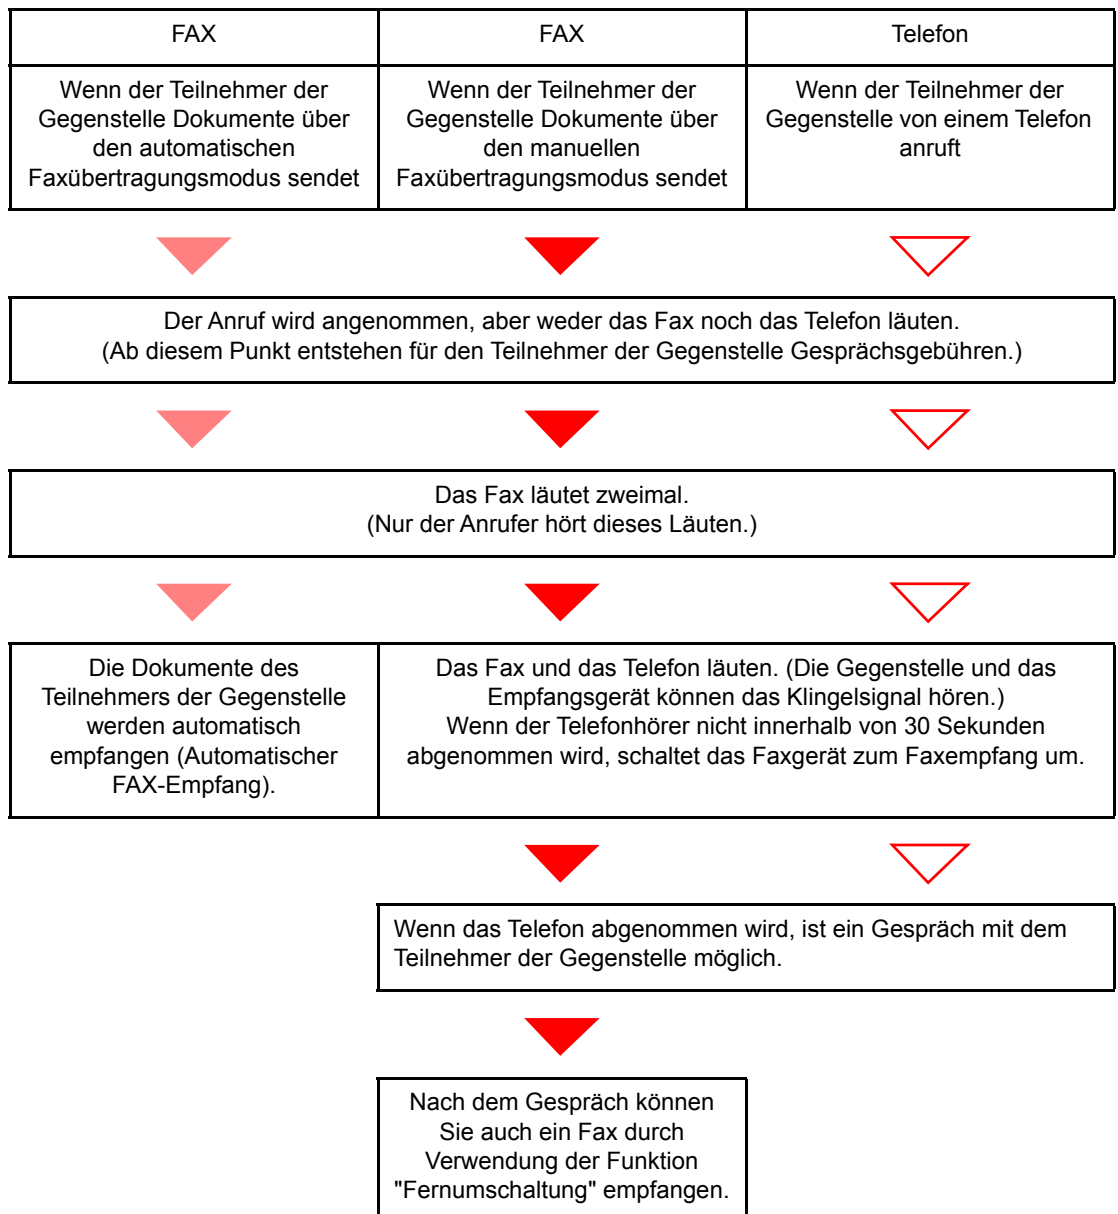 FAX
FAX
Telefon
Wenn der Teilnehmer der
Gegenstelle Dokumente über
den automatischen
Faxübertragungsmodus sendet
Wenn der Teilnehmer der
Gegenstelle Dokumente über
den manuellen
Faxübertragungsmodus sendet
Wenn der Teilnehmer der
Gegenstelle von einem Telefon
anruft
Der Anruf wird angenommen, aber weder das Fax noch das Telefon läuten.
(Ab diesem Punkt entstehen für den Teilnehmer der Gegenstelle Gesprächsgebühren.)
Das Fax läutet zweimal.
(Nur der Anrufer hört dieses Läuten.)
Die Dokumente des
Teilnehmers der Gegenstelle
werden automatisch
empfangen (Automatischer
FAX-Empfang).
Das Fax und das Telefon läuten. (Die Gegenstelle und das
Empfangsgerät können das Klingelsignal hören.)
Wenn der Telefonhörer nicht innerhalb von 30 Sekunden
abgenommen wird, schaltet das Faxgerät zum Faxempfang um.
Wenn das Telefon abgenommen wird, ist ein Gespräch mit dem
Teilnehmer der Gegenstelle möglich.
Nach dem Gespräch können
Sie auch ein Fax durch
Verwendung der Funktion
"Fernumschaltung" empfangen.